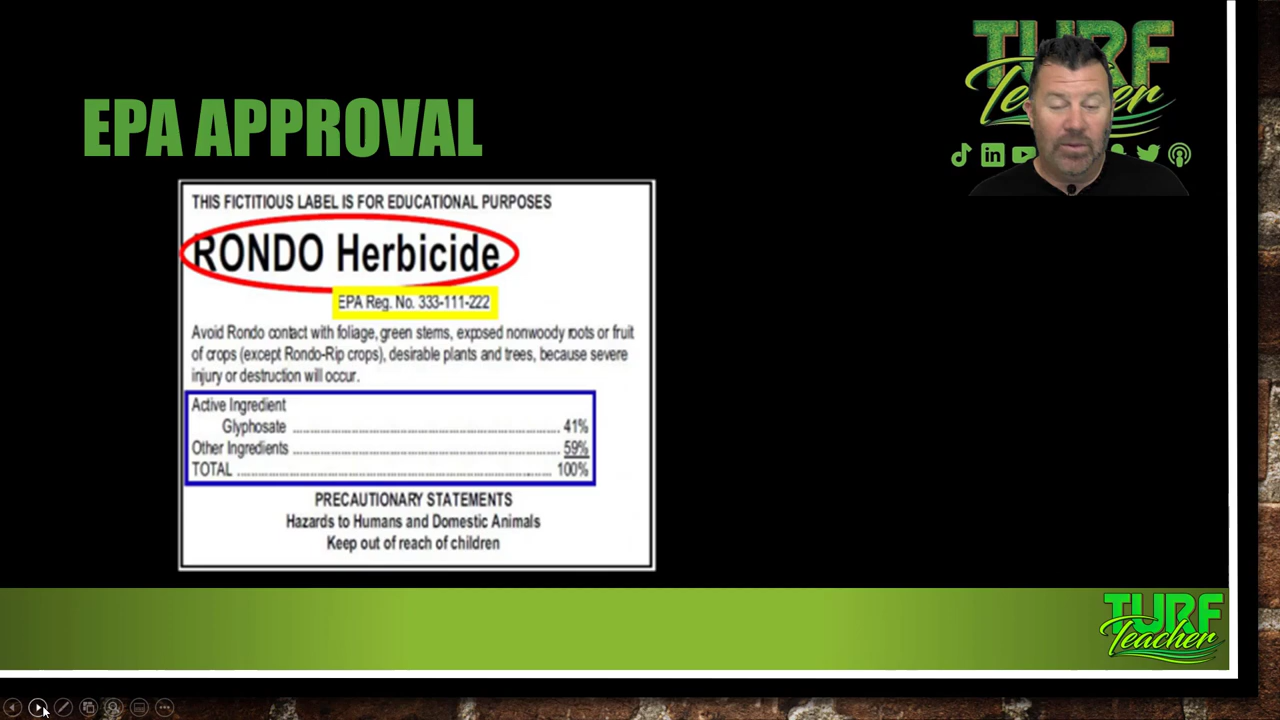 TURF
Teacher
EPA APPROVAL
THIS FICTITIOUS LABEL IS FOR EDUCATIONAL PURPOSES
RONDO Herbicide
EPA Reg. No. 333-111-222
Avoid Rondo contact with foliage, green stems, exposed nonwoody roots or fruit
of crops (except Rondo-Rip crops), desirable plants and trees, because severe
injury or destruction will occur.
Active Ingredient
Glyphosate 41%
Other Ingredients 59%
TOTAL 100%
PRECAUTIONARY STATEMENTS
Hazards to Humans and Domestic Animals
Keep out of reach of children
TURF
Teacher